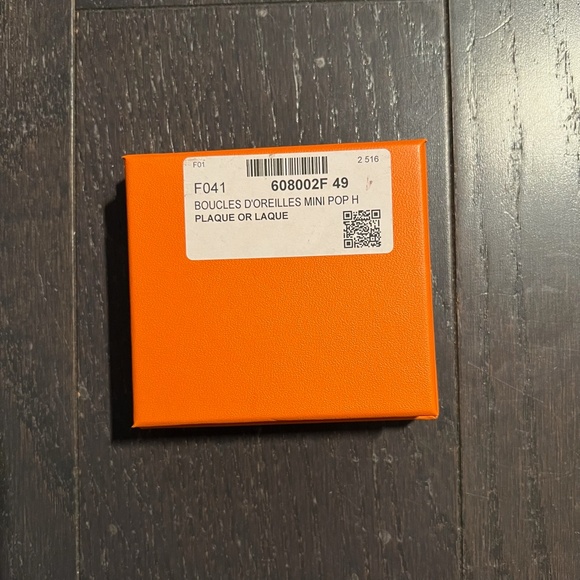 F01 2 516
F041 608002F 49
BOUCLES D'OREILLES MINI POP H
PLAQUE OR LAQUE